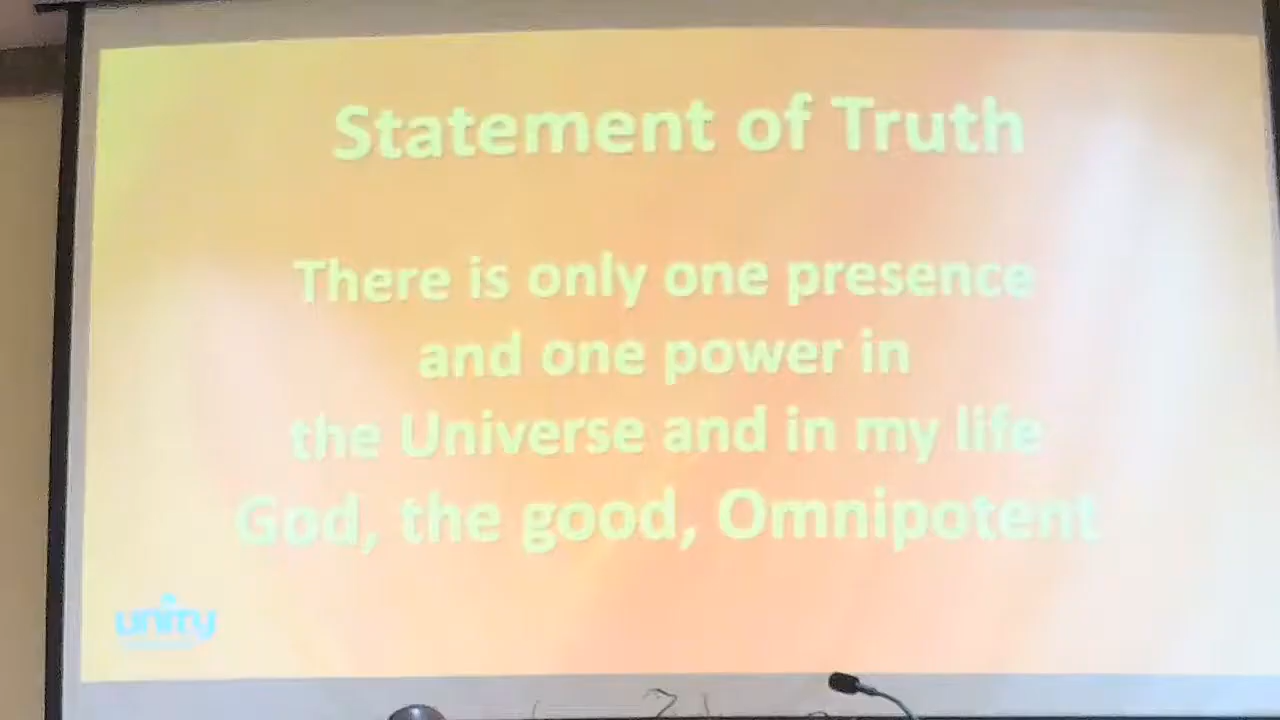 Statement of Truth
There is only one presence
and one power in
the Universe and in my life
God, the good, Omnipotent
unity